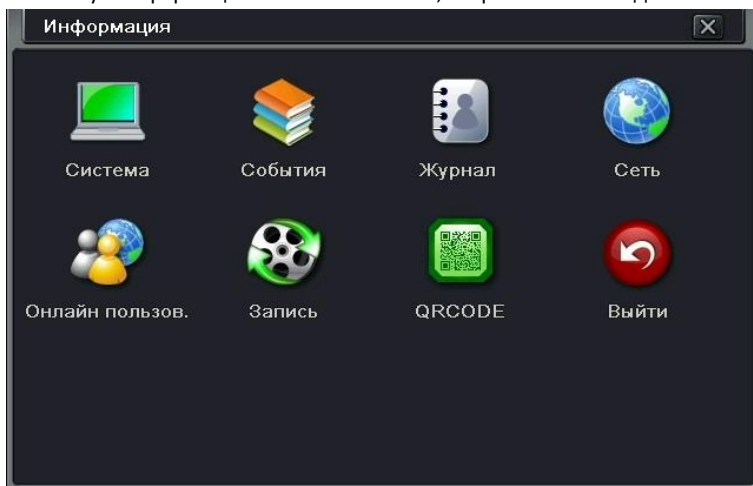 Информация
Система События Журнал Сеть
Онлайн пользов. Запись QRCODE Выйти